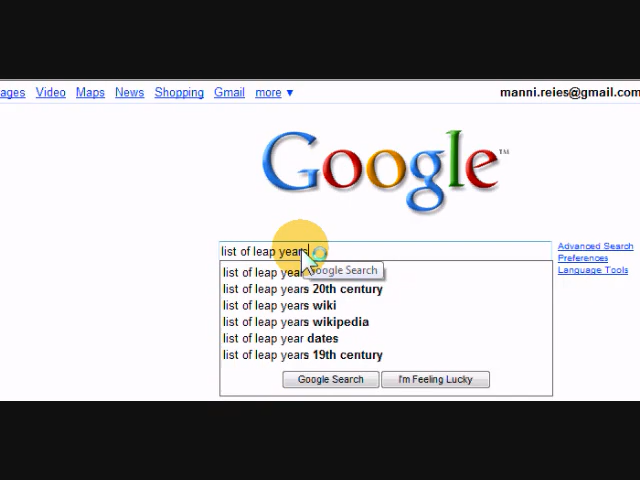 ages Video Maps News Shopping Gmail more ▼
manni.reies@gmail.com
Google™
list of leap years
Advanced Search
Preferences
Language Tools
Google Search
list of leap
list of leap years 20th century
list of leap years wiki
list of leap years wikipedia
list of leap year dates
list of leap years 19th century
Google Search I'm Feeling Lucky